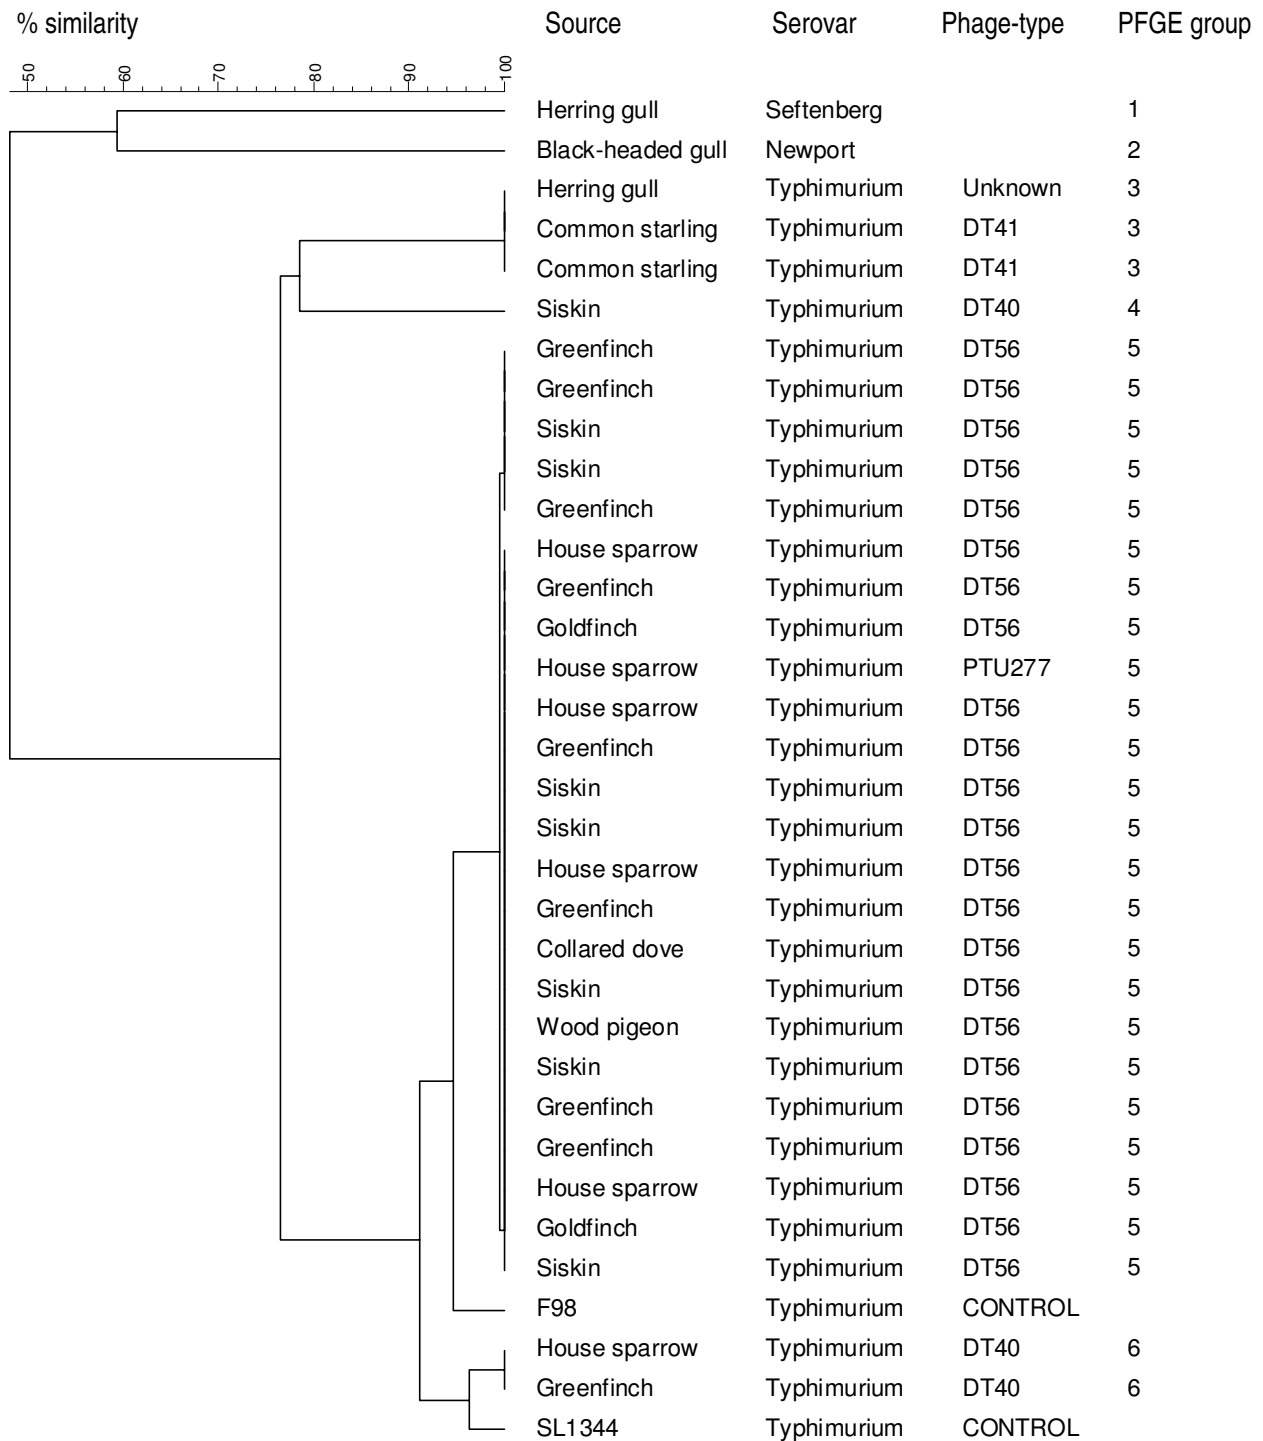 % similarity Source Serovar Phage-type PFGE group
50 60 70 80 90 100
Herring gull Seftenberg 1
Black-headed gull Newport 2
Herring gull Typhimurium Unknown 3
Common starling Typhimurium DT41 3
Common starling Typhimurium DT41 3
Siskin Typhimurium DT40 4
Greenfinch Typhimurium DT56 5
Greenfinch Typhimurium DT56 5
Siskin Typhimurium DT56 5
Siskin Typhimurium DT56 5
Greenfinch Typhimurium DT56 5
House sparrow Typhimurium DT56 5
Greenfinch Typhimurium DT56 5
Goldfinch Typhimurium DT56 5
House sparrow Typhimurium PTU277 5
House sparrow Typhimurium DT56 5
Greenfinch Typhimurium DT56 5
Siskin Typhimurium DT56 5
Siskin Typhimurium DT56 5
House sparrow Typhimurium DT56 5
Greenfinch Typhimurium DT56 5
Collared dove Typhimurium DT56 5
Siskin Typhimurium DT56 5
Wood pigeon Typhimurium DT56 5
Siskin Typhimurium DT56 5
Greenfinch Typhimurium DT56 5
Greenfinch Typhimurium DT56 5
House sparrow Typhimurium DT56 5
Goldfinch Typhimurium DT56 5
Siskin Typhimurium DT56 5
F98 Typhimurium CONTROL
House sparrow Typhimurium DT40 6
Greenfinch Typhimurium DT40 6
SL1344 Typhimurium CONTROL